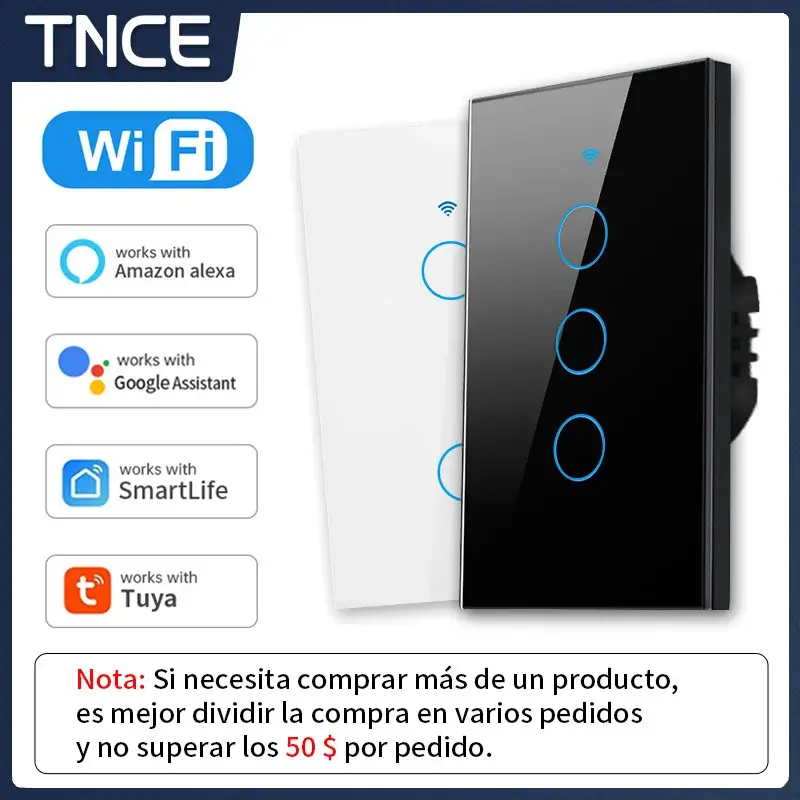 TNCE
WiFi
works with
Amazon alexa
works with
Google Assistant
works with
SmartLife
works with
Tuya
Nota: Si necesita comprar más de un producto,
es mejor dividir la compra en varios pedidos
y no superar los 50 $ por pedido.